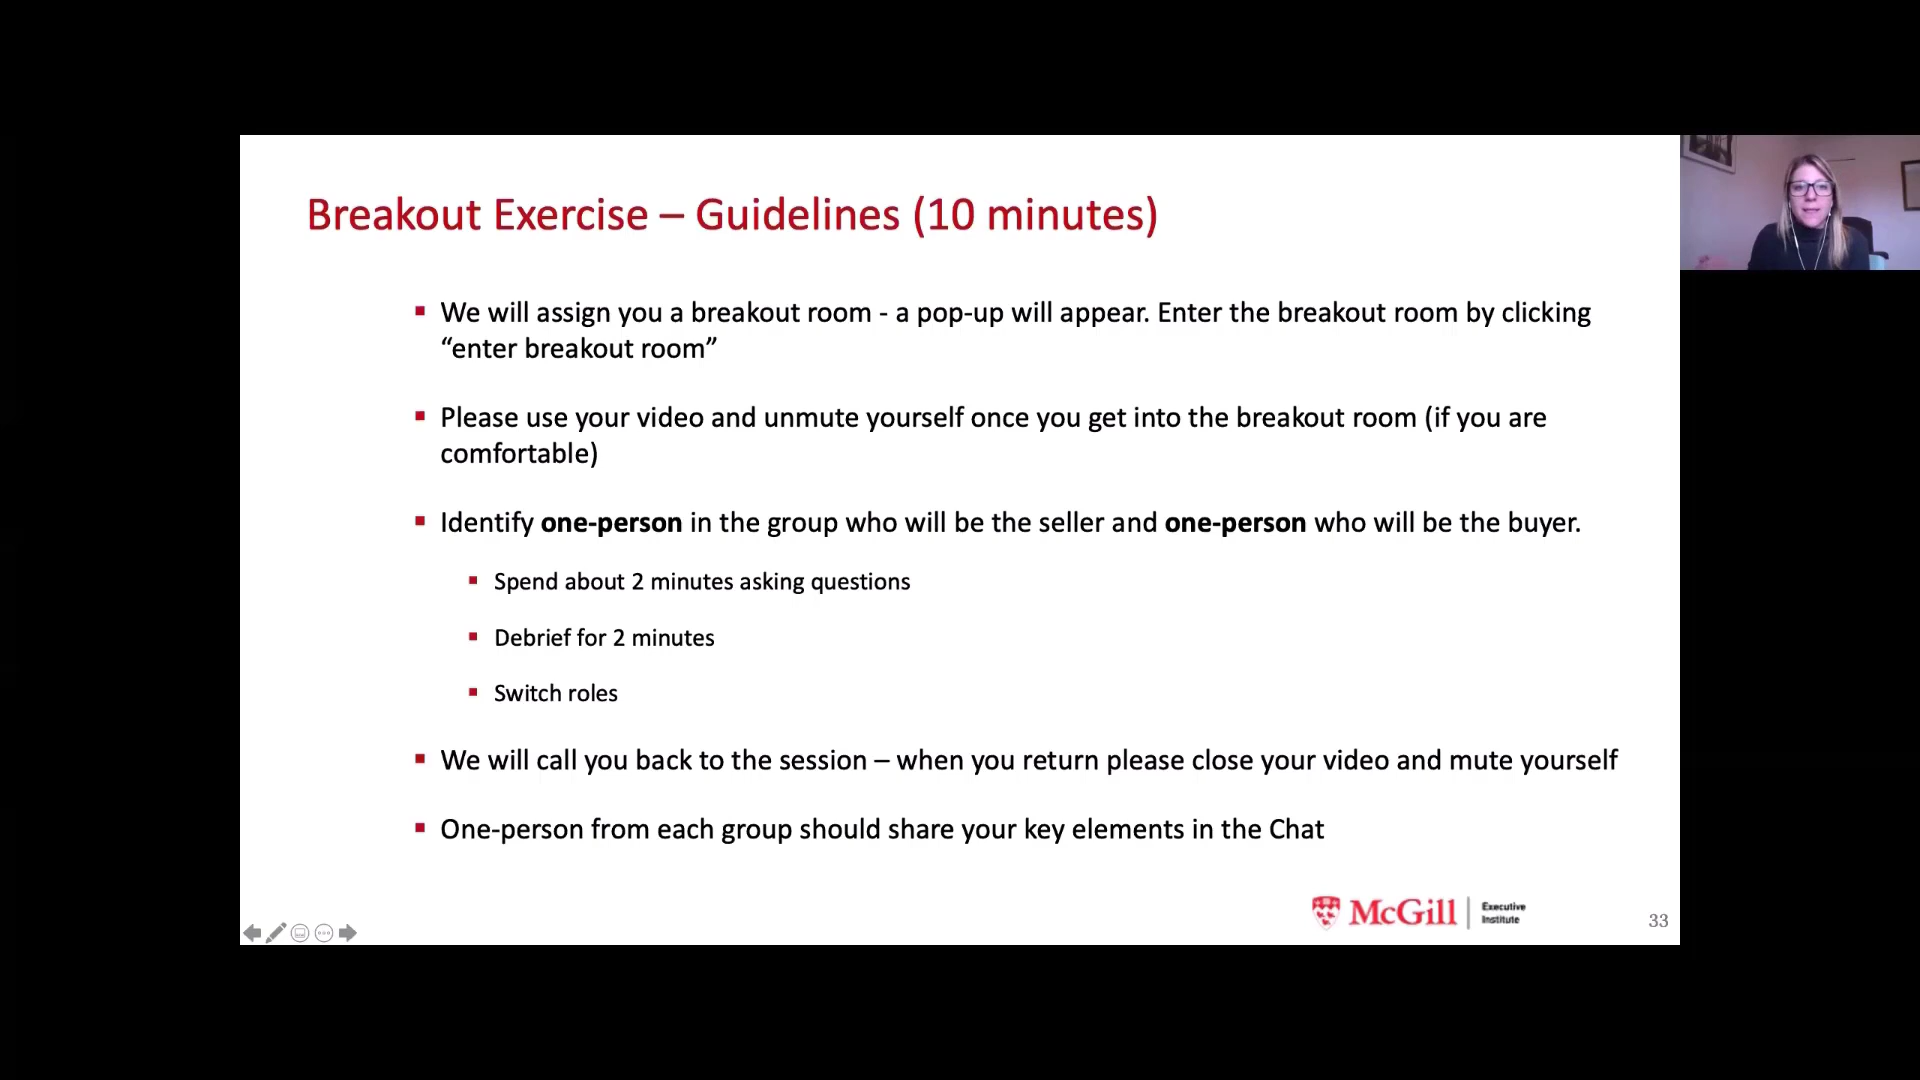 Breakout Exercise – Guidelines (10 minutes)
We will assign you a breakout room - a pop-up will appear. Enter the breakout room by clicking
“enter breakout room”
Please use your video and unmute yourself once you get into the breakout room (if you are
comfortable)
Identify one-person in the group who will be the seller and one-person who will be the buyer.
Spend about 2 minutes asking questions
Debrief for 2 minutes
Switch roles
We will call you back to the session – when you return please close your video and mute yourself
One-person from each group should share your key elements in the Chat
McGill
Executive
Institute
33